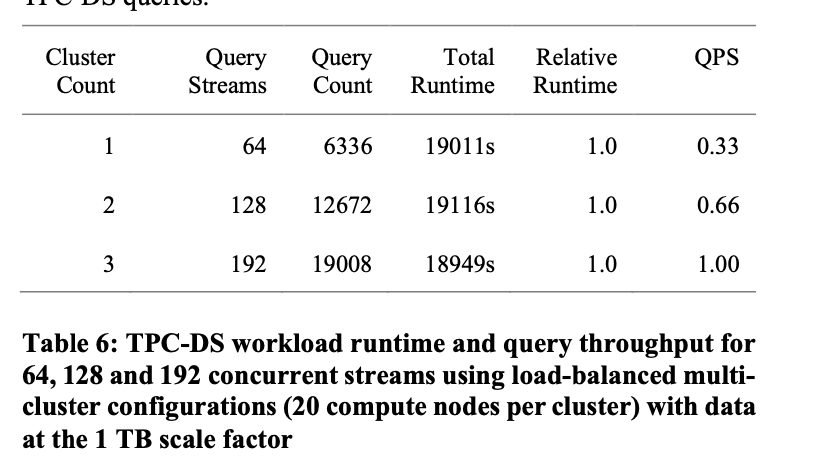 TPC-DS queries.
Cluster Count Query Streams Query Count Total Runtime Relative Runtime QPS
1 64 6336 19011s 1.0 0.33
2 128 12672 19116s 1.0 0.66
3 192 19008 18949s 1.0 1.00
Table 6: TPC-DS workload runtime and query throughput for
64, 128 and 192 concurrent streams using load-balanced multi-
cluster configurations (20 compute nodes per cluster) with data
at the 1 TB scale factor